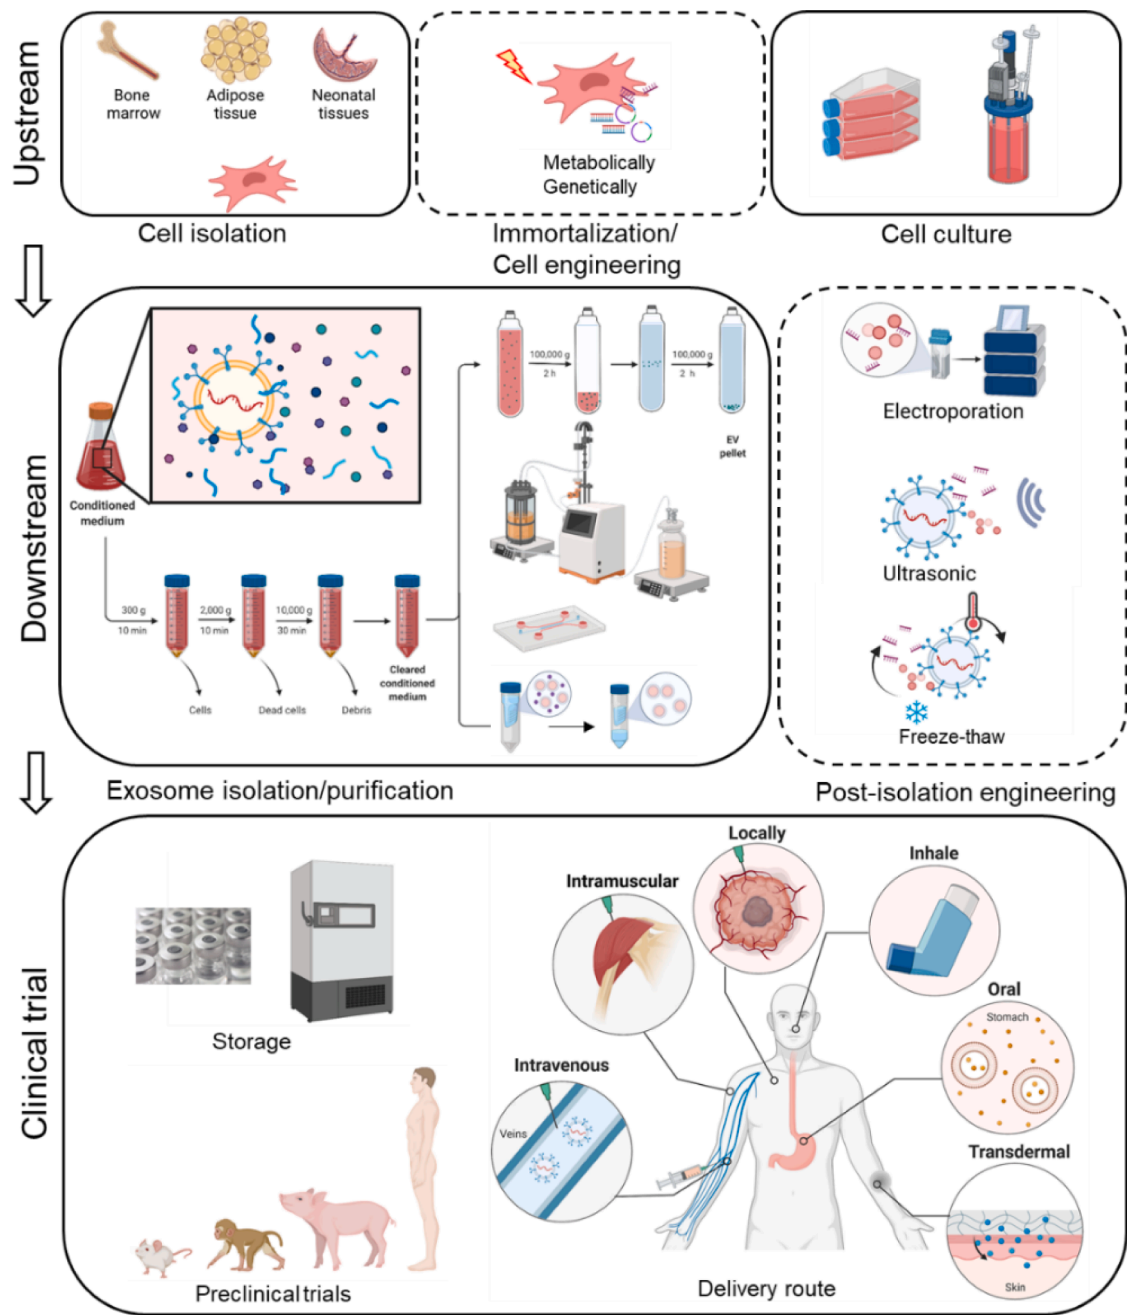 Upstream
Bone
marrow
Adipose
tissue
Neonatal
tissues
Cell isolation
Metabolically
Genetically
Immortalization/
Cell engineering
Cell culture
Downstream
Conditioned
medium
300 g
10 min
2,000 g
10 min
10,000 g
30 min
Cells
Dead cells
Debris
Cleared
conditioned
medium
100,000 g
2 h
100,000 g
2 h
EV
pellet
Exosome isolation/purification
Electroporation
Ultrasonic
Freeze-thaw
Post-isolation engineering
Clinical trial
Storage
Preclinical trials
Locally
Intramuscular
Inhale
Oral
Stomach
Intravenous
Veins
Transdermal
Skin
Delivery route